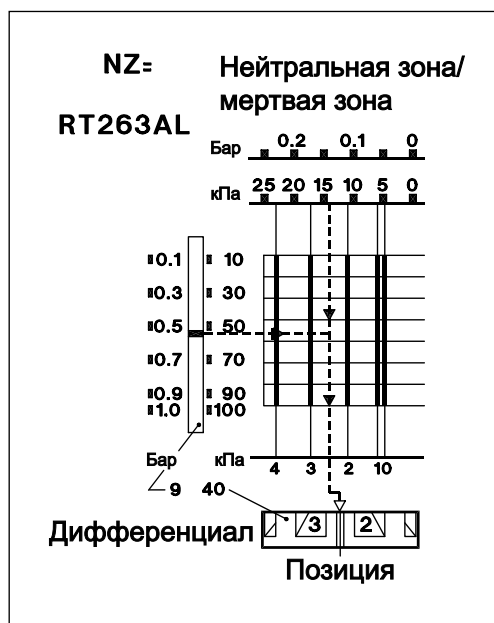 NZ=
Нейтральная зона/
мертвая зона
RT263AL
Бар 0.2 0.1 0
25 20 15 10 5 0
кПа
0.1 10
0.3 30
0.5 50
0.7 70
0.9 90
1.0 100
Бар кПа
4 3 2 10
9 40
3 2
Дифференциал
Позиция